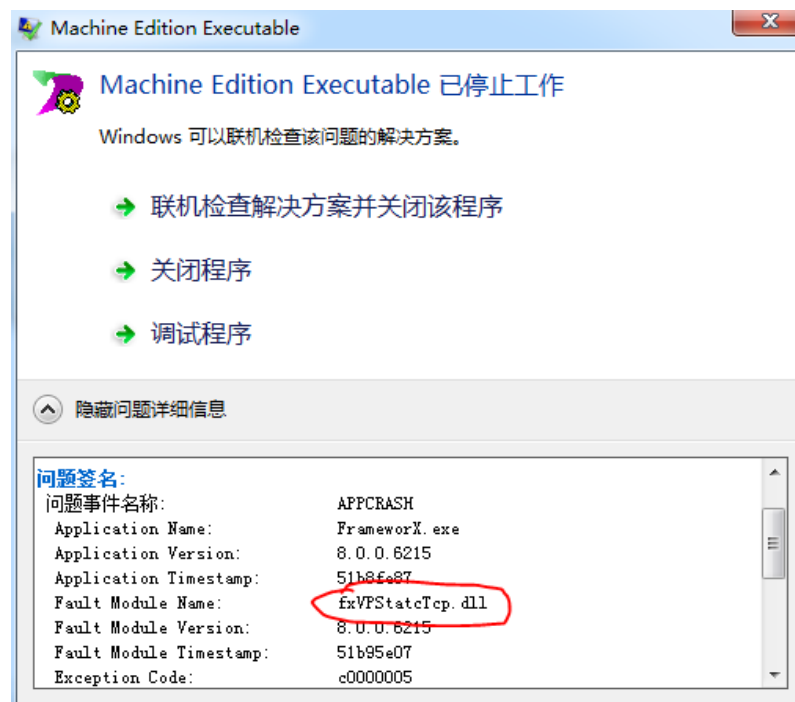 Machine Edition Executable
Machine Edition Executable 已停止工作
Windows 可以联机检查该问题的解决方案。
联机检查解决方案并关闭该程序
关闭程序
调试程序
隐藏问题详细信息
问题签名:
问题事件名称: APPCRASH
Application Name: FrameworX.exe
Application Version: 8.0.0.6215
Application Timestamp: 51b8fe87
Fault Module Name: fxVPStatcTcp.dll
Fault Module Version: 8.0.0.6215
Fault Module Timestamp: 51b95e07
Exception Code: c0000005